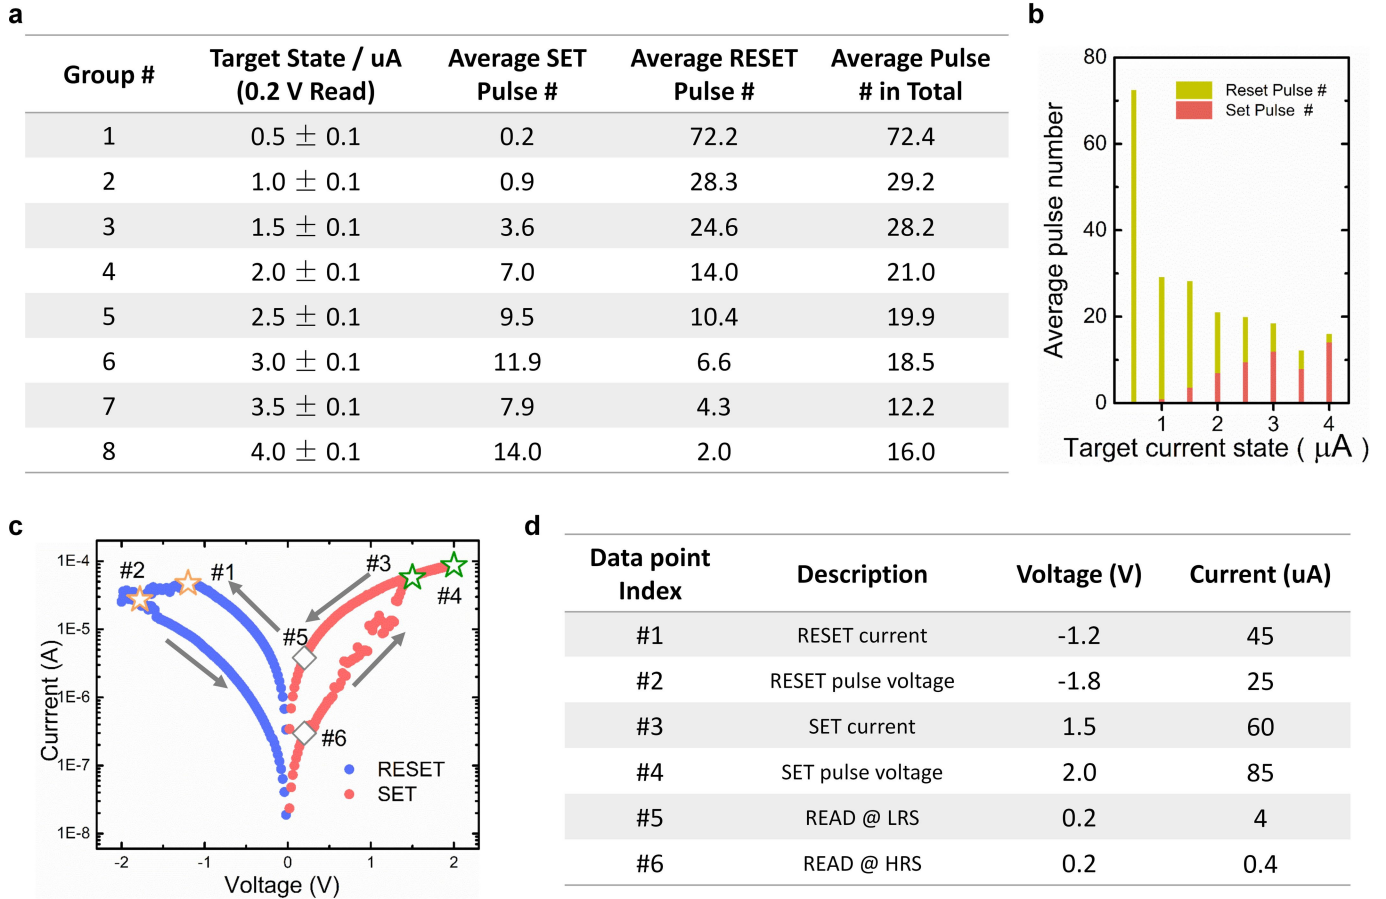 a
Group # Target State / uA (0.2 V Read) Average SET Pulse # Average RESET Pulse # Average Pulse # in Total
1 0.5 ± 0.1 0.2 72.2 72.4
2 1.0 ± 0.1 0.9 28.3 29.2
3 1.5 ± 0.1 3.6 24.6 28.2
4 2.0 ± 0.1 7.0 14.0 21.0
5 2.5 ± 0.1 9.5 10.4 19.9
6 3.0 ± 0.1 11.9 6.6 18.5
7 3.5 ± 0.1 7.9 4.3 12.2
8 4.0 ± 0.1 14.0 2.0 16.0
b
Average pulse number
80
60
40
20
0
Reset Pulse #
Set Pulse #
1 2 3 4
Target current state ( μA )
c
Currrent (A)
1E-4
1E-5
1E-6
1E-7
1E-8
#2
#1
#3
#4
#5
#6
RESET
SET
-2 -1 0 1 2
Voltage (V)
d
Data point Index Description Voltage (V) Current (uA)
#1 RESET current -1.2 45
#2 RESET pulse voltage -1.8 25
#3 SET current 1.5 60
#4 SET pulse voltage 2.0 85
#5 READ @ LRS 0.2 4
#6 READ @ HRS 0.2 0.4